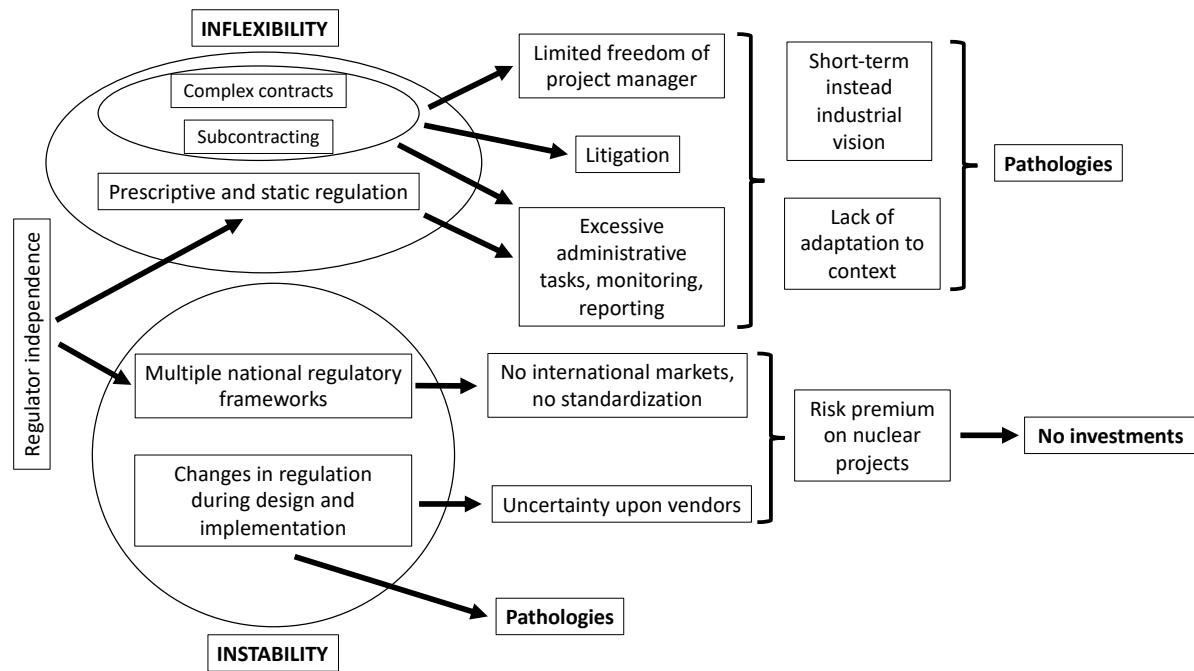 INFLEXIBILITY
Complex contracts
Subcontracting
Prescriptive and static regulation
Regulator independence
Limited freedom of
project manager
Litigation
Excessive
administrative
tasks, monitoring,
reporting
Short-term
instead
industrial
vision
Lack of
adaptation to
context
Pathologies
Multiple national regulatory
frameworks
No international markets,
no standardization
Changes in regulation
during design and
implementation
Uncertainty upon vendors
Risk premium
on nuclear
projects
No investments
Pathologies
INSTABILITY